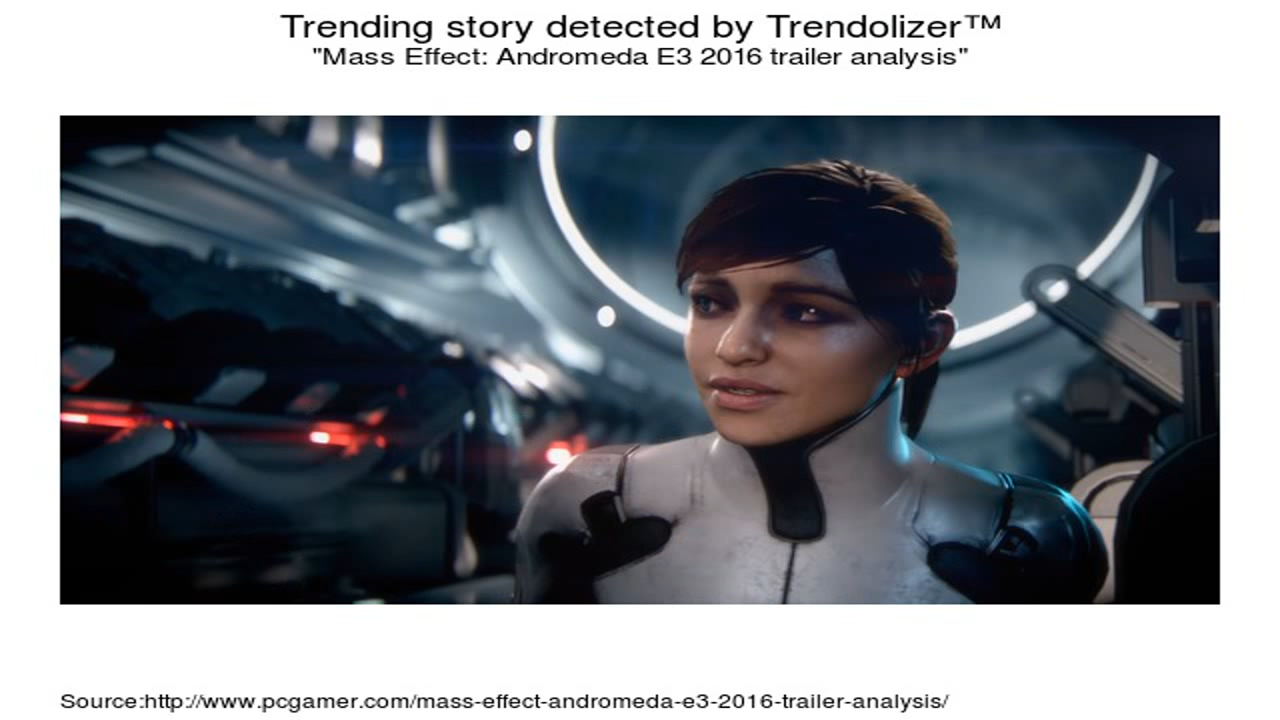 Trending story detected by Trendolizer™
"Mass Effect: Andromeda E3 2016 trailer analysis"
Source:http://www.pcgamer.com/mass-effect-andromeda-e3-2016-trailer-analysis/